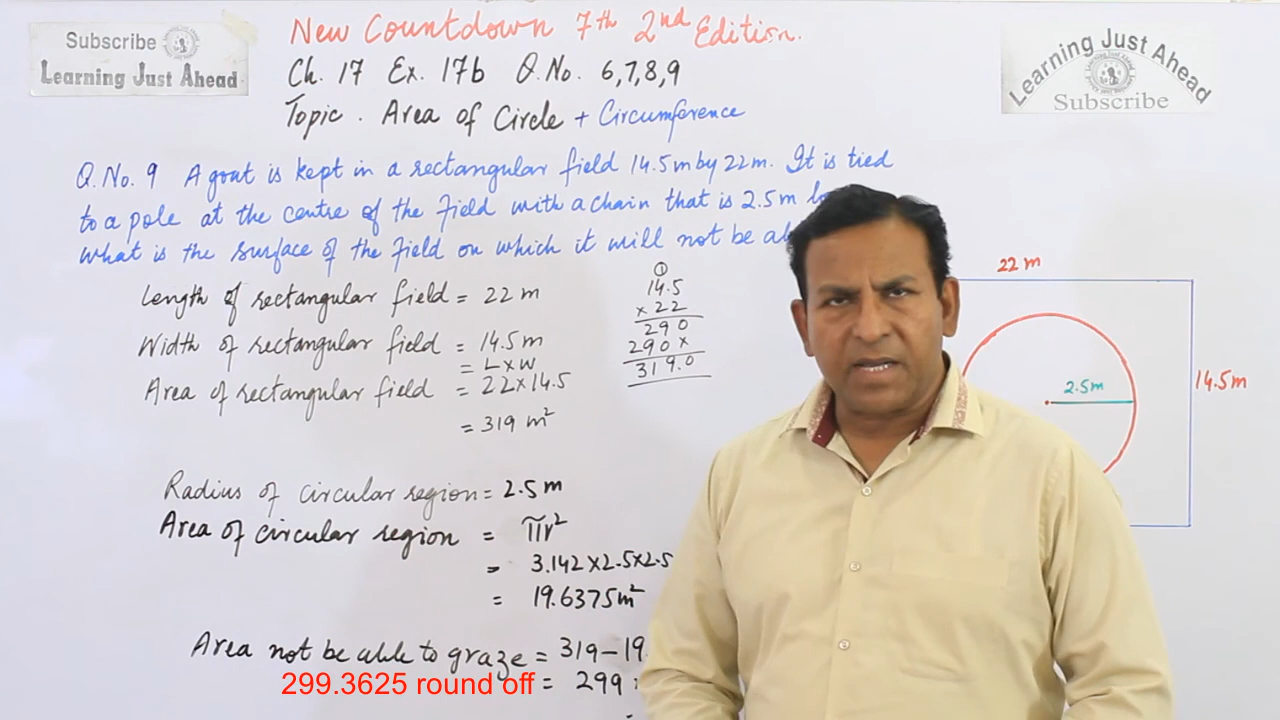 Subscribe
Learning Just Ahead
New Countdown 7th 2nd Edition.
Ch. 17 Ex. 17b Q.No. 6,7,8,9
Topic. Area of Circle + Circumference
Learning Just Ahead
Subscribe
Q.No. 9 A goat is kept in a rectangular field 14.5m by 22m. It is tied
to a pole at the centre of the field with a chain that is 2.5m
what is the surface of the field on which it will not be
Length of rectangular field = 22 m
Width of rectangular field = 14.5 m
= L×W
Area of rectangular field = 22×14.5
= 319 m²
1
14.5
×22
290
290×
319.0
22 m
2.5m
14.5m
Radius of circular region = 2.5 m
Area of circular region = πr²
= 3.142×2.5×2.5
= 19.6375m²
Area not be able to graze = 319-19.
299.3625 round off = 299
=